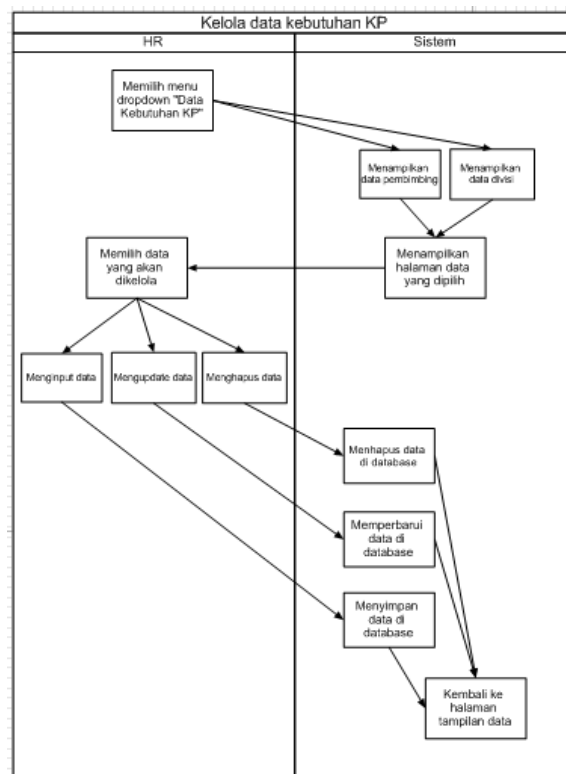 Kelola data kebutuhan KP
HR
Sistem
Memilih menu
dropdown "Data
Kebutuhan KP"
Menampilkan
data pembimbing
Menampilkan
data divisi
Memilih data
yang akan
dikelola
Menampilkan
halaman data
yang dipilih
Menginput data
Mengupdate data
Menghapus data
Menhapus data
di database
Memperbarui
data di
database
Menyimpan
data di
database
Kembali ke
halaman
tampilan data